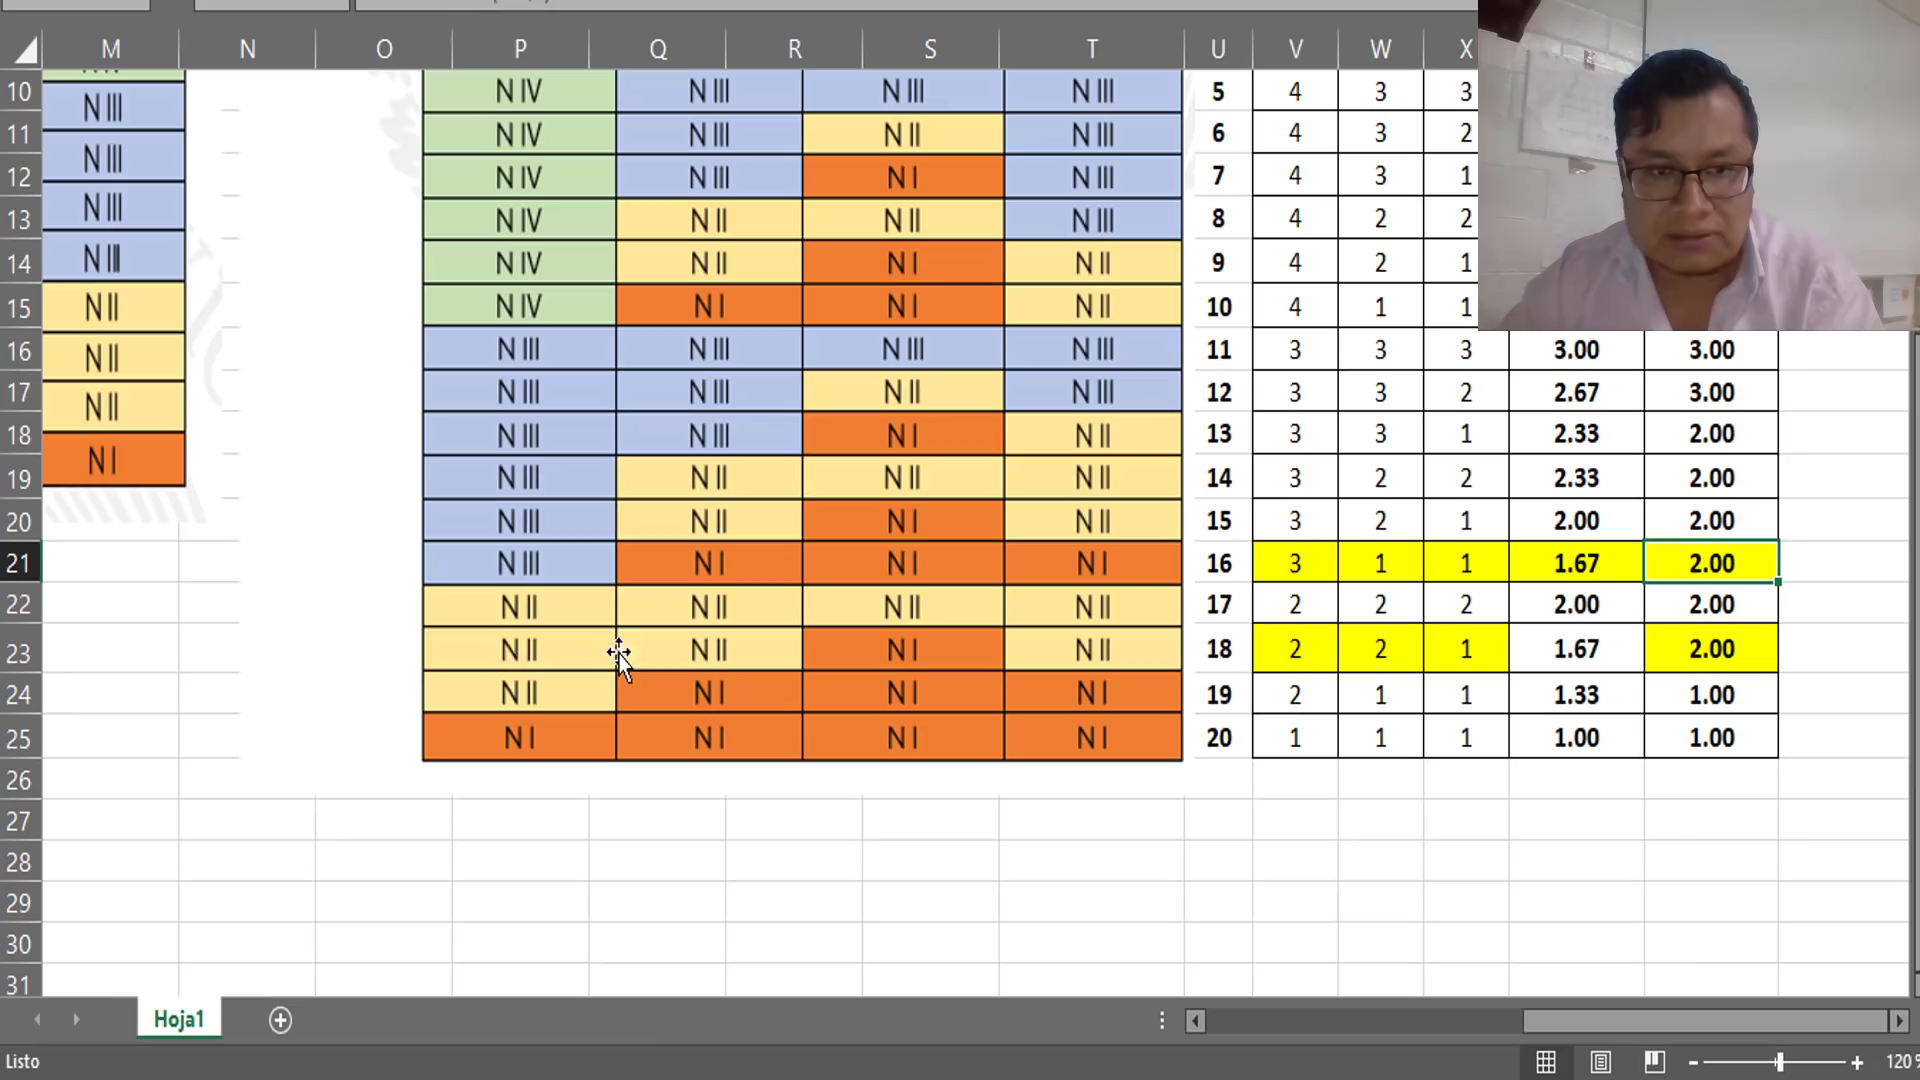 M N O P Q R S T U V W X
10 N III N IV N III N III N III 5 4 3 3
11 N III N IV N III N II N III 6 4 3 2
12 N III N IV N III N I N III 7 4 3 1
13 N III N IV N II N II N III 8 4 2 2
14 N III N IV N II N I N II 9 4 2 1
15 N II N IV N I N I N II 10 4 1 1
16 N II N III N III N III N III 11 3 3 3 3.00 3.00
17 N II N III N III N II N III 12 3 3 2 2.67 3.00
18 N I N III N III N I N II 13 3 3 1 2.33 2.00
19 N III N II N II N II 14 3 2 2 2.33 2.00
20 N III N II N I N II 15 3 2 1 2.00 2.00
21 N III N I N I N I 16 3 1 1 1.67 2.00
22 N II N II N II N II 17 2 2 2 2.00 2.00
23 N II N II N I N II 18 2 2 1 1.67 2.00
24 N II N I N I N I 19 2 1 1 1.33 1.00
25 N I N I N I N I 20 1 1 1 1.00 1.00
26
27
28
29
30
31
Hoja1
Listo 120